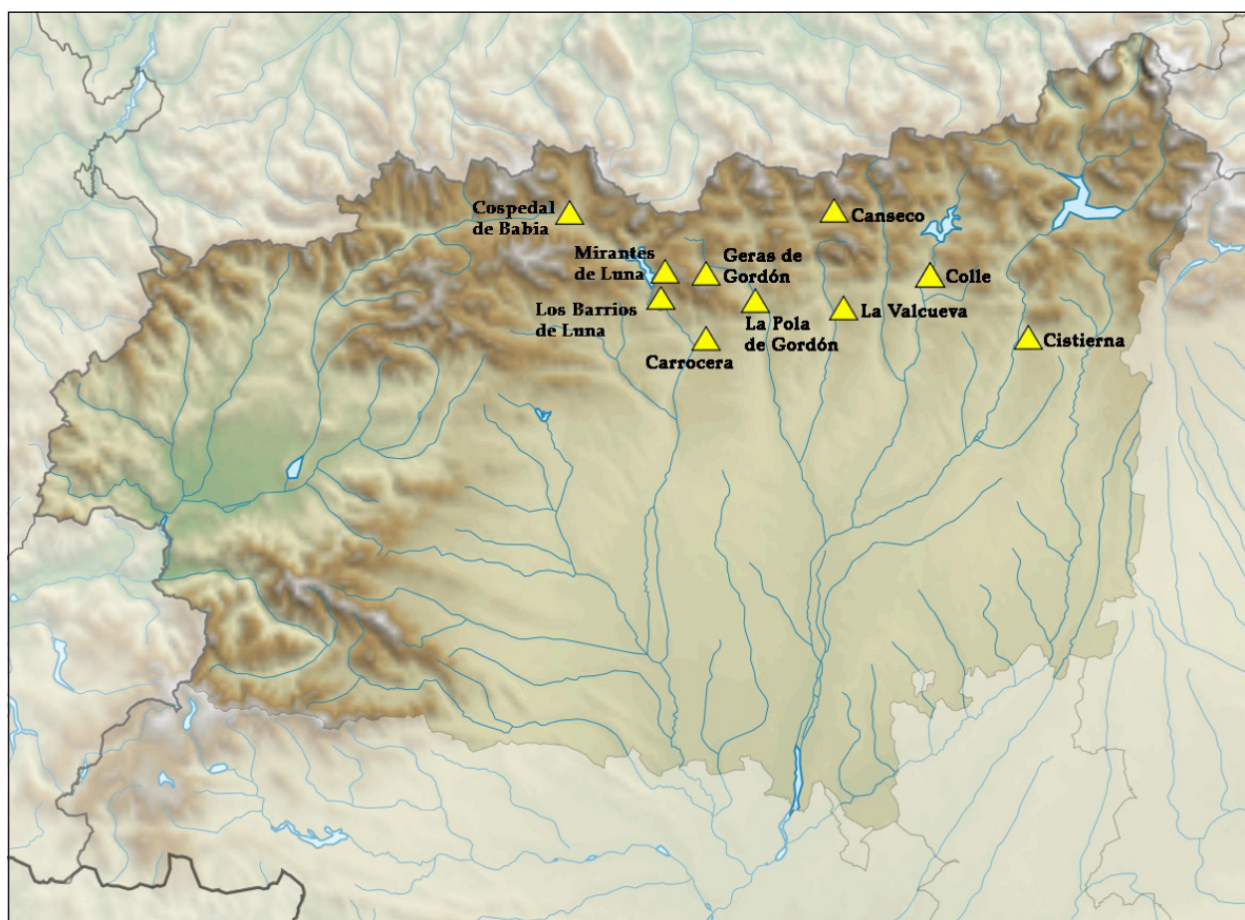 Cospedal
de Babia
Canseco
Mirantes
de Luna
Geras de
Gordón
Colle
Los Barrios
de Luna
La Pola
de Gordón
La Valcueva
Carrocera
Cistierna